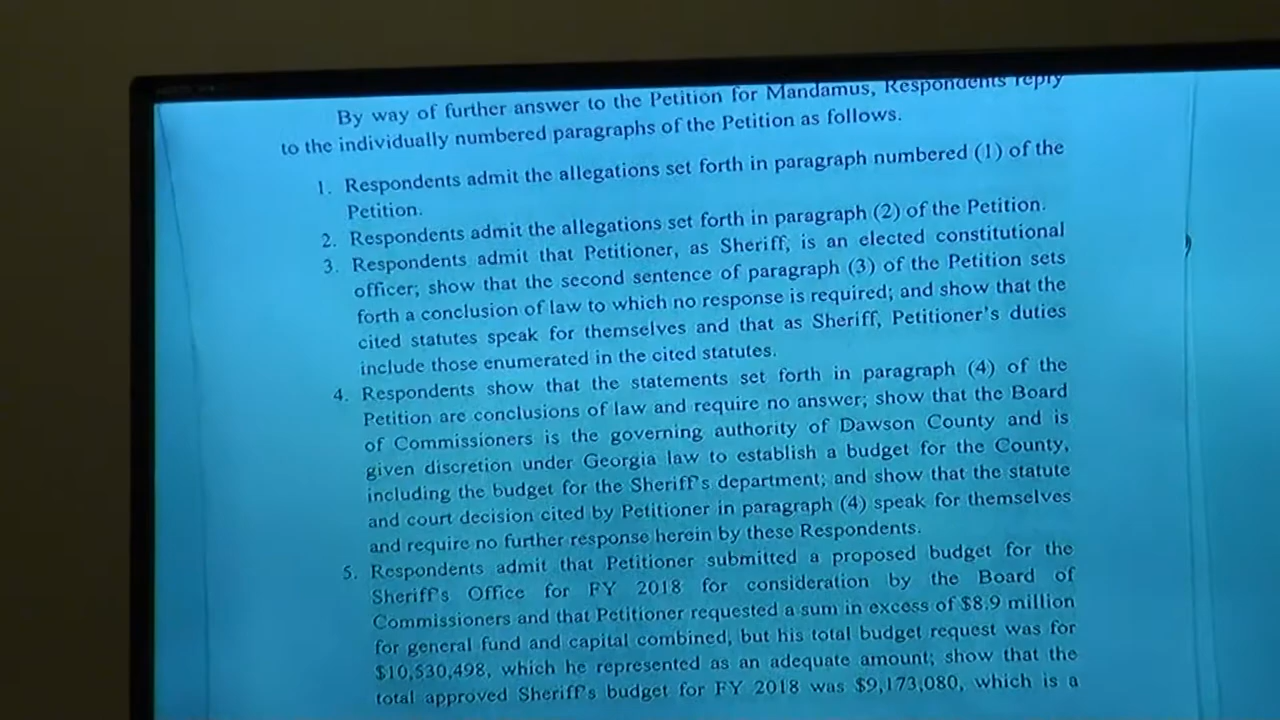 By way of further answer to the Petition for Mandamus, Respondents reply
to the individually numbered paragraphs of the Petition as follows.
1. Respondents admit the allegations set forth in paragraph numbered (1) of the
Petition.
2. Respondents admit the allegations set forth in paragraph (2) of the Petition.
3. Respondents admit that Petitioner, as Sheriff, is an elected constitutional
officer; show that the second sentence of paragraph (3) of the Petition sets
forth a conclusion of law to which no response is required; and show that the
cited statutes speak for themselves and that as Sheriff, Petitioner's duties
include those enumerated in the cited statutes.
4. Respondents show that the statements set forth in paragraph (4) of the
Petition are conclusions of law and require no answer; show that the Board
of Commissioners is the governing authority of Dawson County and is
given discretion under Georgia law to establish a budget for the County,
including the budget for the Sheriff's department; and show that the statute
and court decision cited by Petitioner in paragraph (4) speak for themselves
and require no further response herein by these Respondents.
5. Respondents admit that Petitioner submitted a proposed budget for the
Sheriff's Office for FY 2018 for consideration by the Board of
Commissioners and that Petitioner requested a sum in excess of $8.9 million
for general fund and capital combined, but his total budget request was for
$10,530,498, which he represented as an adequate amount; show that the
total approved Sheriff's budget for FY 2018 was $9,173,080, which is a